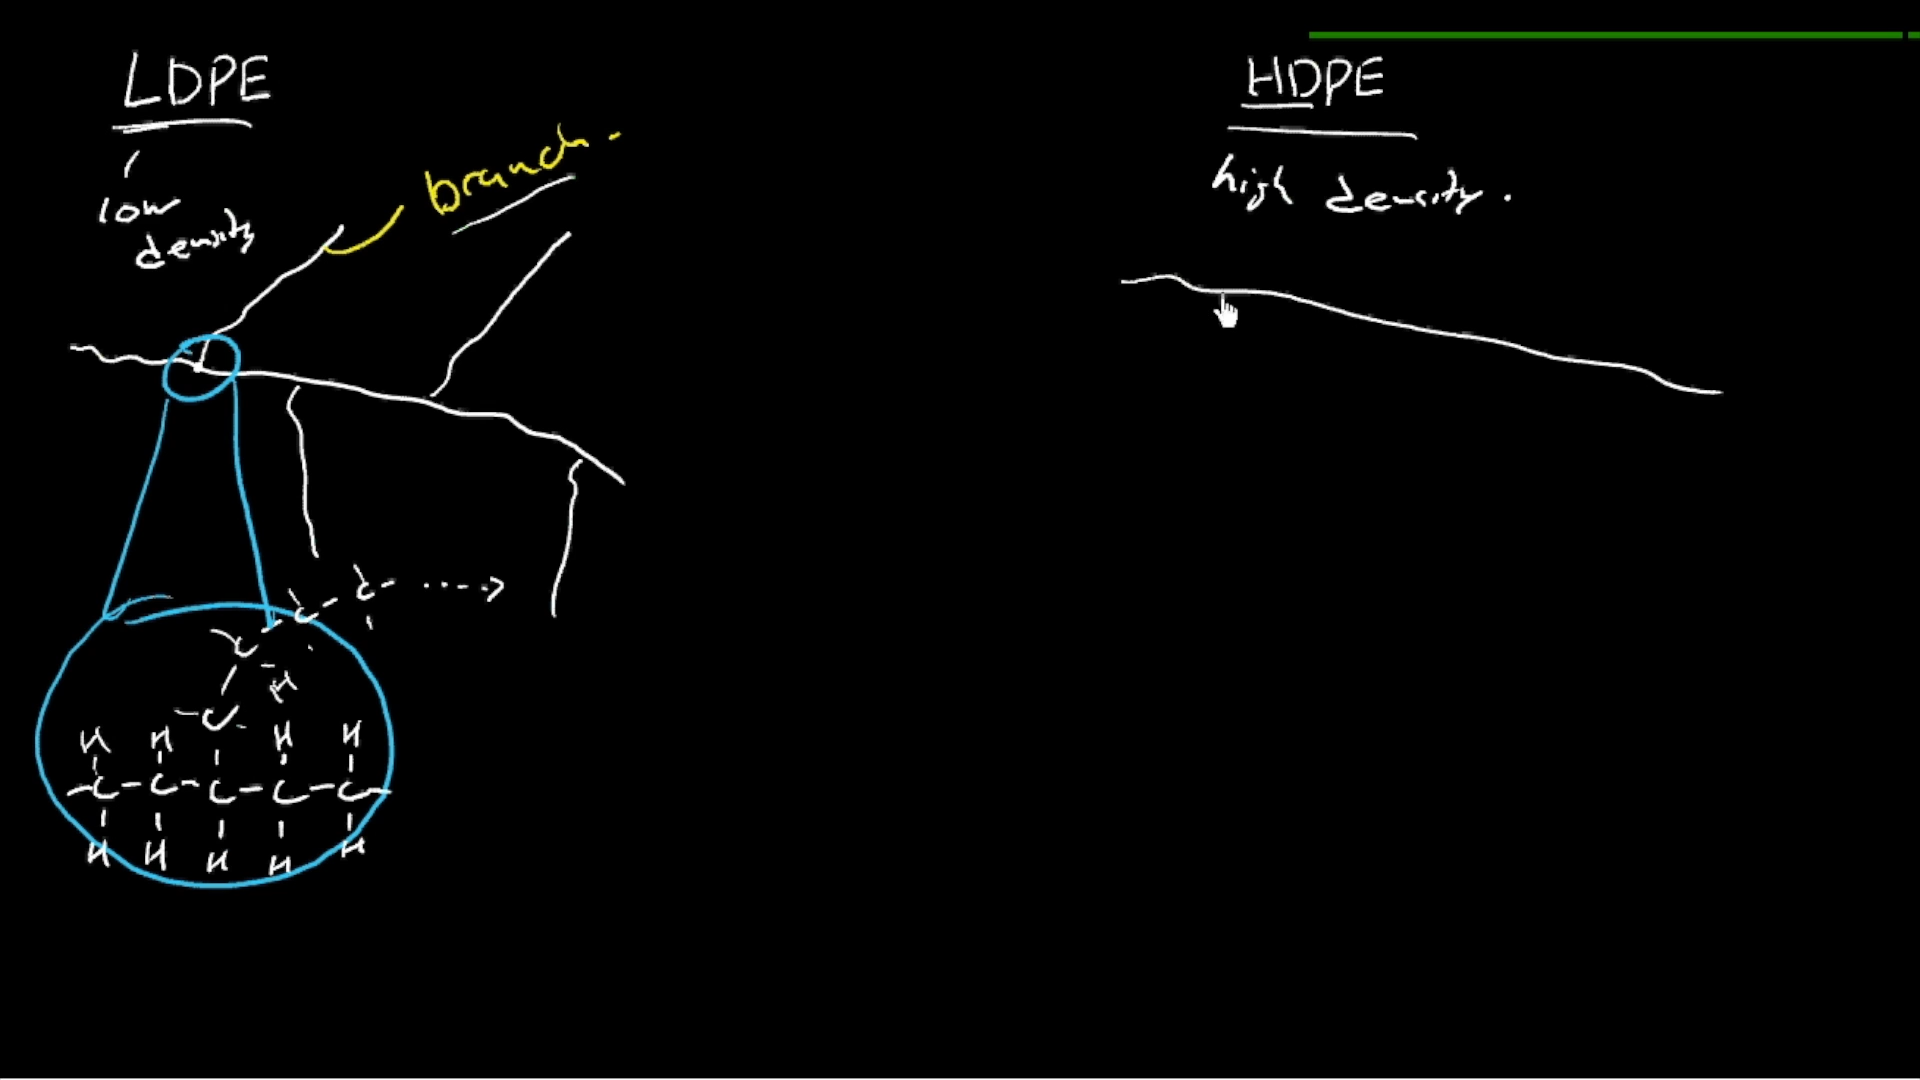 LDPE
low
density
branch.
HDPE
high density.
C - C - ....->
C
H
- C -
H H H H
- C - C - C - C - C -
H H H H H